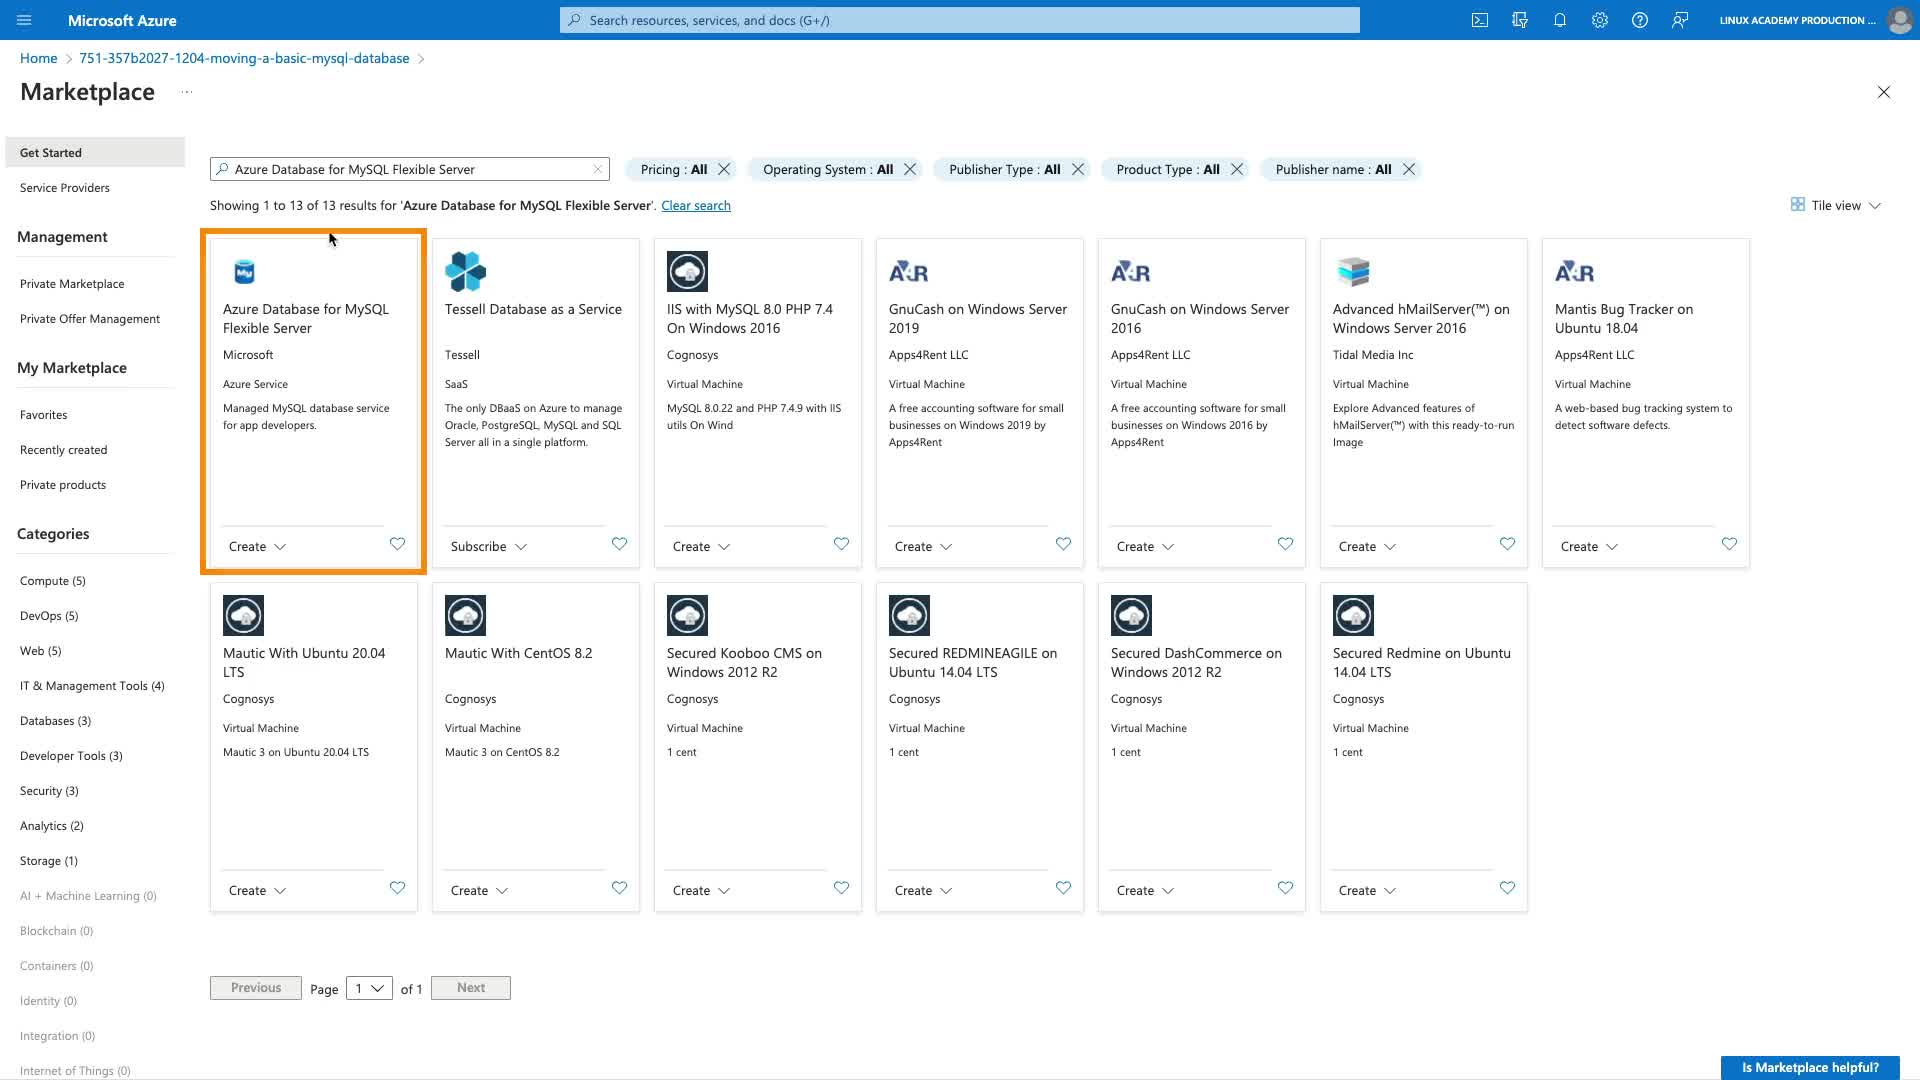 Microsoft Azure
Search resources, services, and docs (G+/)
LINUX ACADEMY PRODUCTION ...
Home
751-357b2027-1204-moving-a-basic-mysql-database
Marketplace
...
Get Started
Service Providers
Management
Private Marketplace
Private Offer Management
My Marketplace
Favorites
Recently created
Private products
Categories
Compute (5)
DevOps (5)
Web (5)
IT & Management Tools (4)
Databases (3)
Developer Tools (3)
Security (3)
Analytics (2)
Storage (1)
AI + Machine Learning (0)
Blockchain (0)
Containers (0)
Identity (0)
Integration (0)
Internet of Things (0)
Azure Database for MySQL Flexible Server
Pricing : All
Operating System : All
Publisher Type : All
Product Type : All
Publisher name : All
Showing 1 to 13 of 13 results for 'Azure Database for MySQL Flexible Server'. Clear search
Tile view
My
Azure Database for MySQL
Flexible Server
Microsoft
Azure Service
Managed MySQL database service
for app developers.
Create
Tessell Database as a Service
Tessell
SaaS
The only DBaaS on Azure to manage
Oracle, PostgreSQL, MySQL and SQL
Server all in a single platform.
Subscribe
IIS with MySQL 8.0 PHP 7.4
On Windows 2016
Cognosys
Virtual Machine
MySQL 8.0.22 and PHP 7.4.9 with IIS
utils On Wind
Create
A4R
GnuCash on Windows Server
2019
Apps4Rent LLC
Virtual Machine
A free accounting software for small
businesses on Windows 2019 by
Apps4Rent
Create
A4R
GnuCash on Windows Server
2016
Apps4Rent LLC
Virtual Machine
A free accounting software for small
businesses on Windows 2016 by
Apps4Rent
Create
Advanced hMailServer(™) on
Windows Server 2016
Tidal Media Inc
Virtual Machine
Explore Advanced features of
hMailServer(™) with this ready-to-run
Image
Create
A4R
Mantis Bug Tracker on
Ubuntu 18.04
Apps4Rent LLC
Virtual Machine
A web-based bug tracking system to
detect software defects.
Create
Mautic With Ubuntu 20.04
LTS
Cognosys
Virtual Machine
Mautic 3 on Ubuntu 20.04 LTS
Create
Mautic With CentOS 8.2
Cognosys
Virtual Machine
Mautic 3 on CentOS 8.2
Create
Secured Kooboo CMS on
Windows 2012 R2
Cognosys
Virtual Machine
1 cent
Create
Secured REDMINEAGILE on
Ubuntu 14.04 LTS
Cognosys
Virtual Machine
1 cent
Create
Secured DashCommerce on
Windows 2012 R2
Cognosys
Virtual Machine
1 cent
Create
Secured Redmine on Ubuntu
14.04 LTS
Cognosys
Virtual Machine
1 cent
Create
Previous
Page 1 of 1
Next
Is Marketplace helpful?